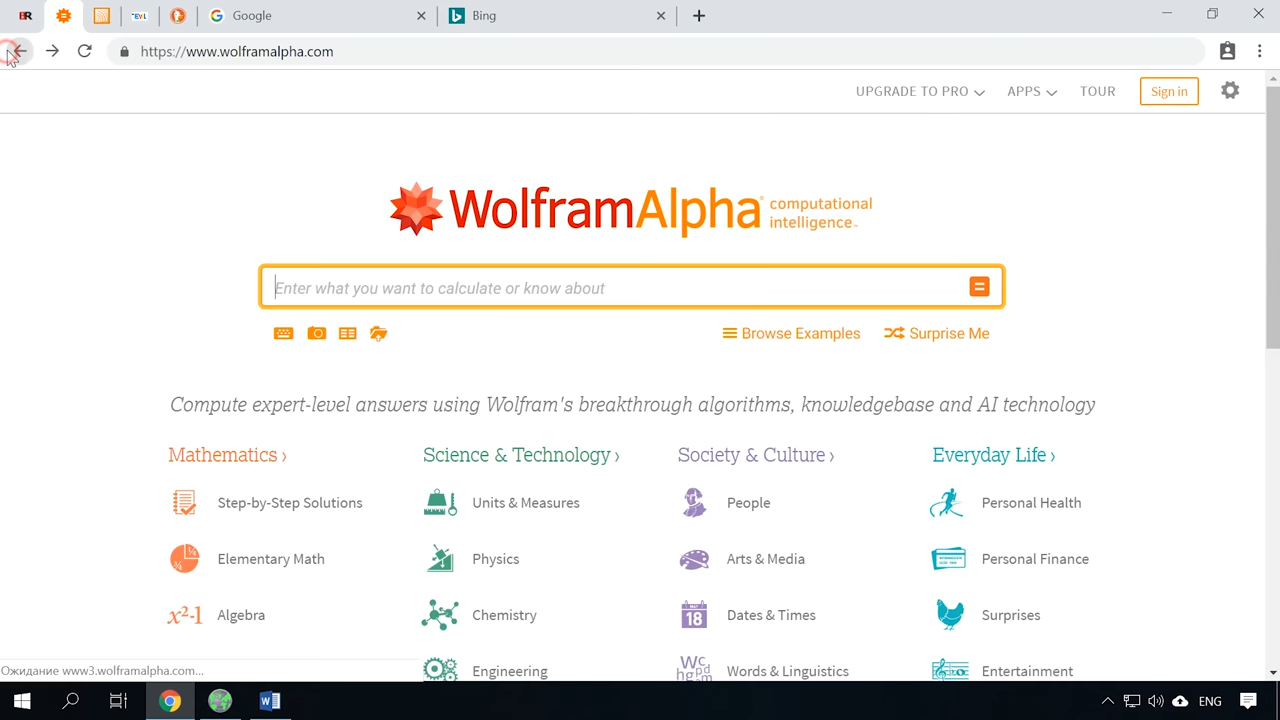 Google
Bing
https://www.wolframalpha.com
UPGRADE TO PRO
APPS
TOUR
Sign in
WolframAlpha computational intelligence
Enter what you want to calculate or know about
Browse Examples
Surprise Me
Compute expert-level answers using Wolfram's breakthrough algorithms, knowledgebase and AI technology
Mathematics ›
Science & Technology ›
Society & Culture ›
Everyday Life ›
Step-by-Step Solutions
Units & Measures
People
Personal Health
Elementary Math
Physics
Arts & Media
Personal Finance
x²-1
Algebra
Chemistry
18
Dates & Times
Surprises
Engineering
Words & Linguistics
Entertainment
Ожидание www3.wolframalpha.com...
ENG